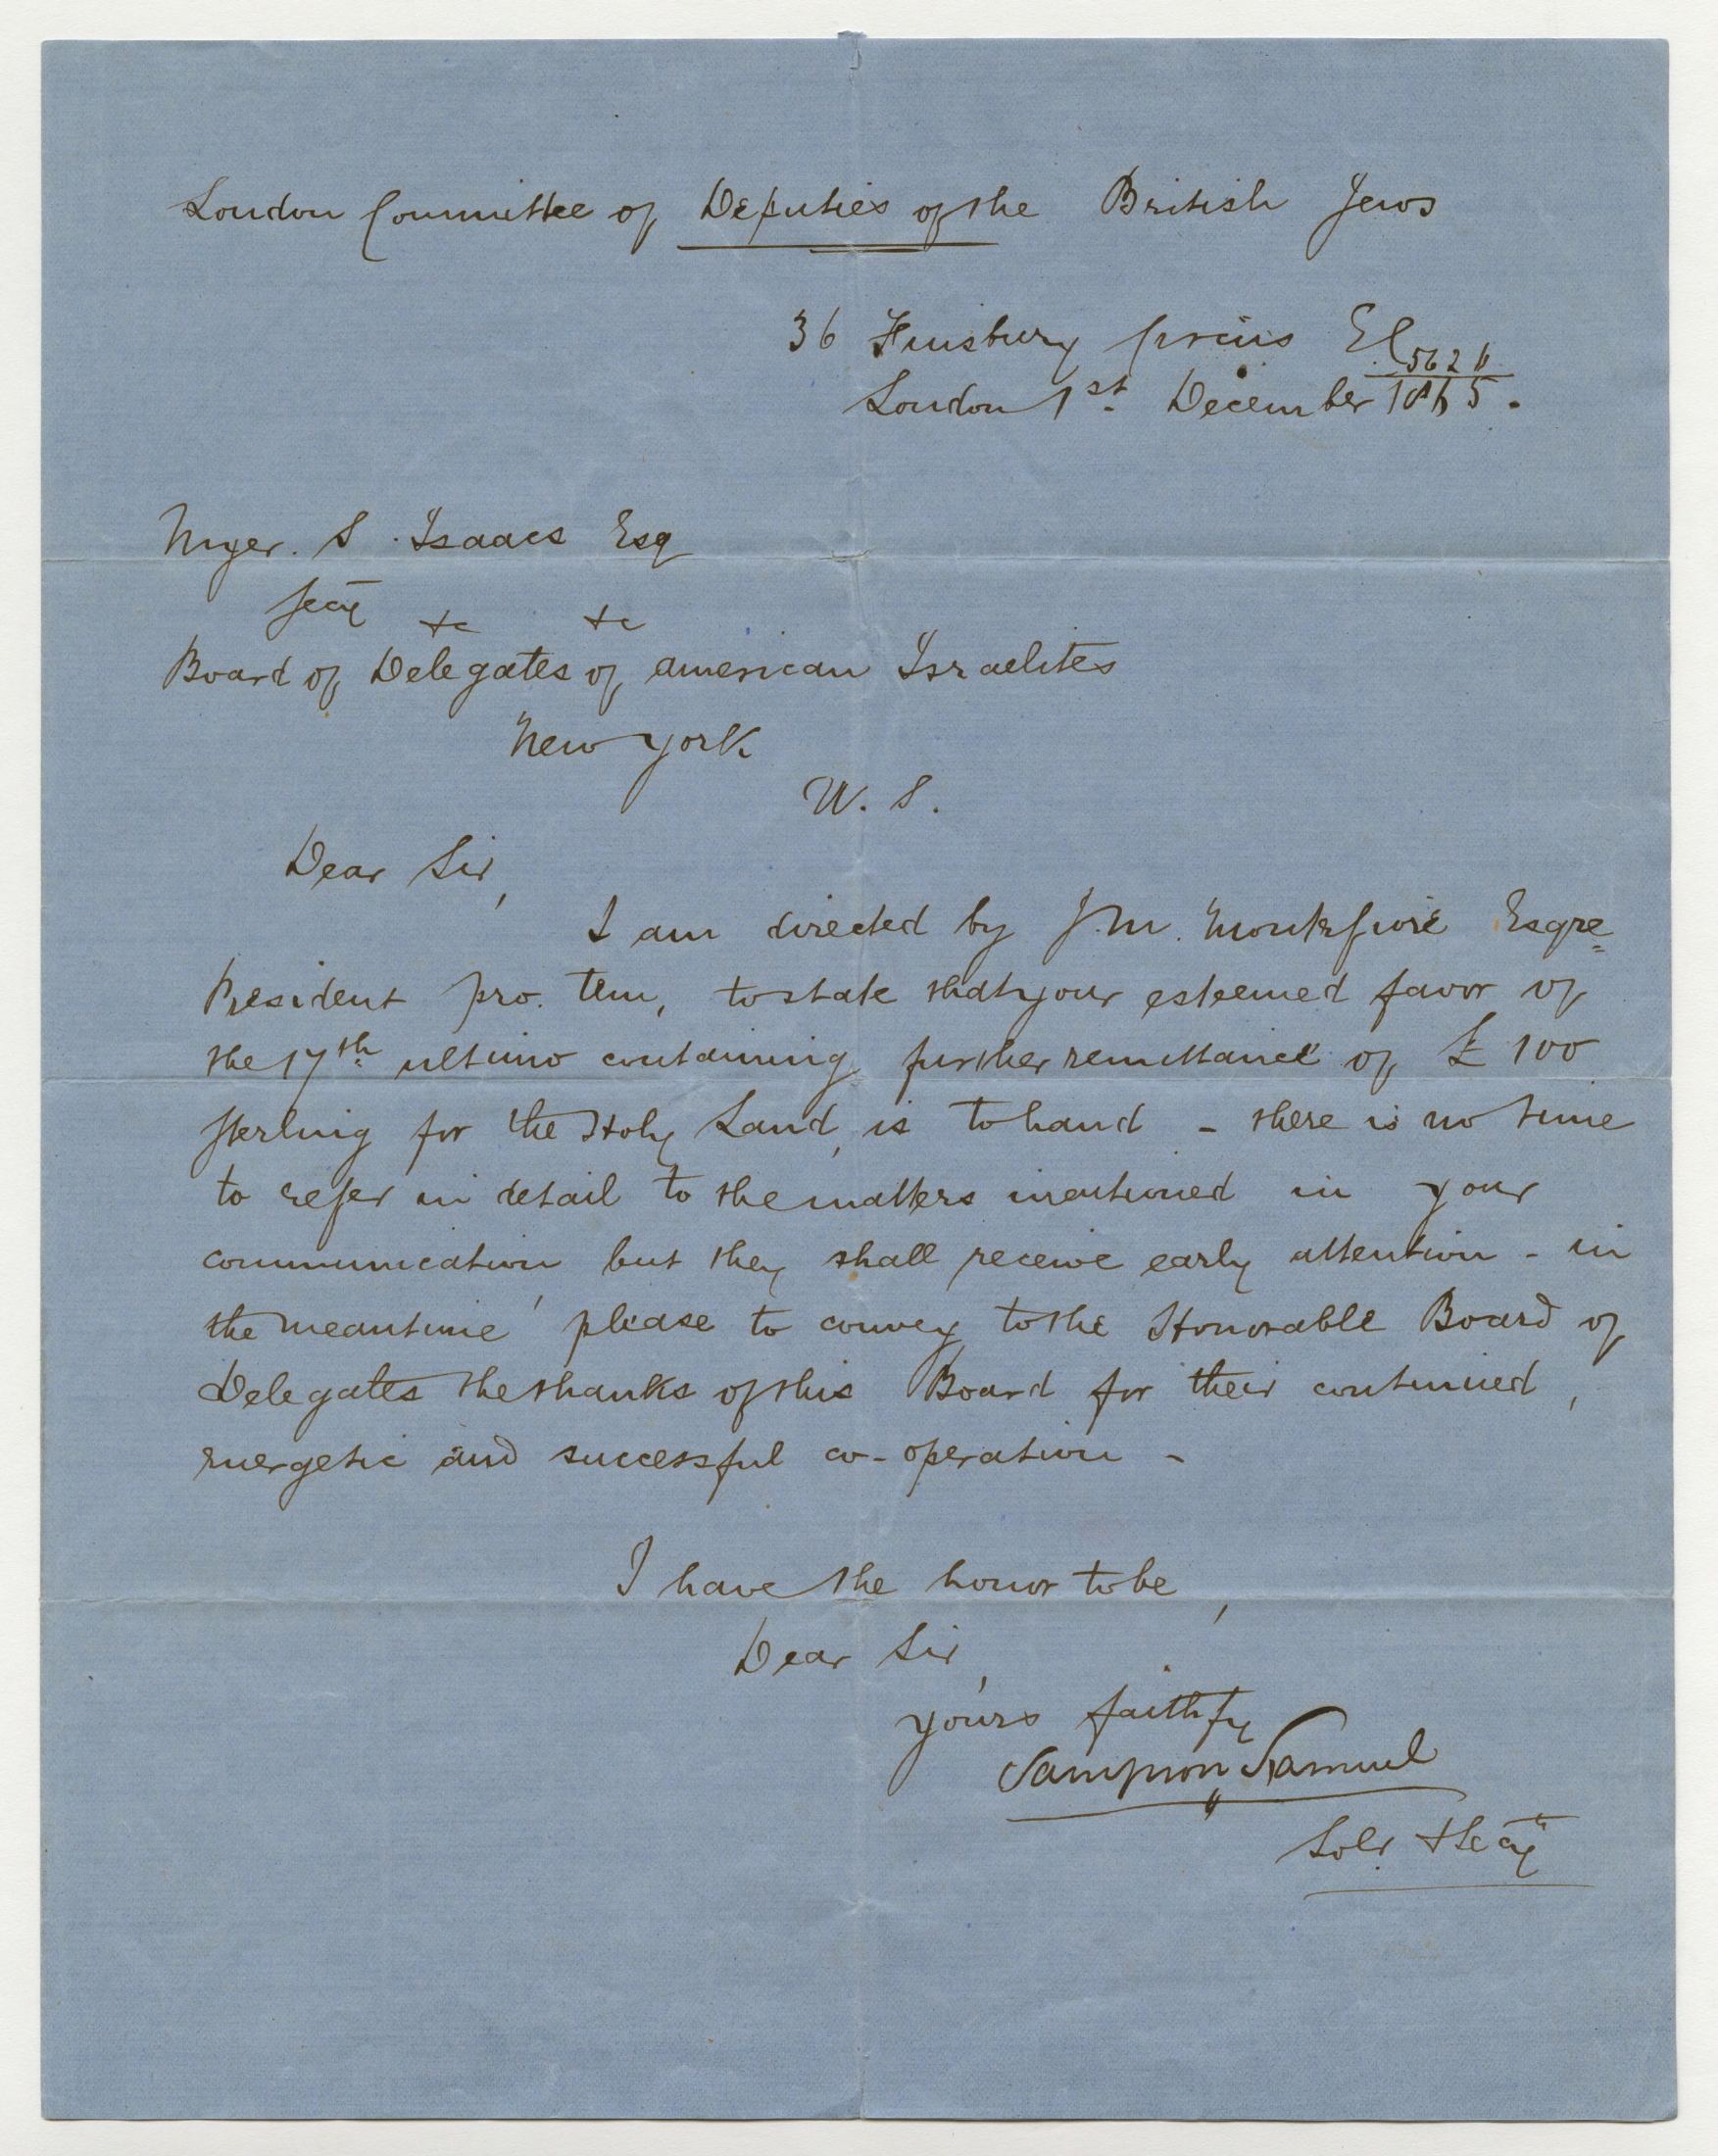 London Committee of Deputies of the British Jews
36 Finsbury Circus E.C
562
London 1st December 1865.
Myer. S. Isaacs Esq
Secy &c &c
Board of Delegates of american Israelites
New York
U. S.
Dear Sir,
I am directed by J. M. Montefiore Esqre
President pro. tem, to state that your esteemed favor of
the 17th ultimo containing further remittance of £ 100
sterling for the Holy Land, is to hand - there is no time
to refer in detail to the matters mentioned in your
communication, but they shall receive early attention - in
the meantime please to convey to the Honorable Board of
Delegates the thanks of this Board for their continued,
energetic and successful co-operation -
I have the honor to be,
Dear Sir,
yours faithfy
Sampson Samuel
Solr & Secy